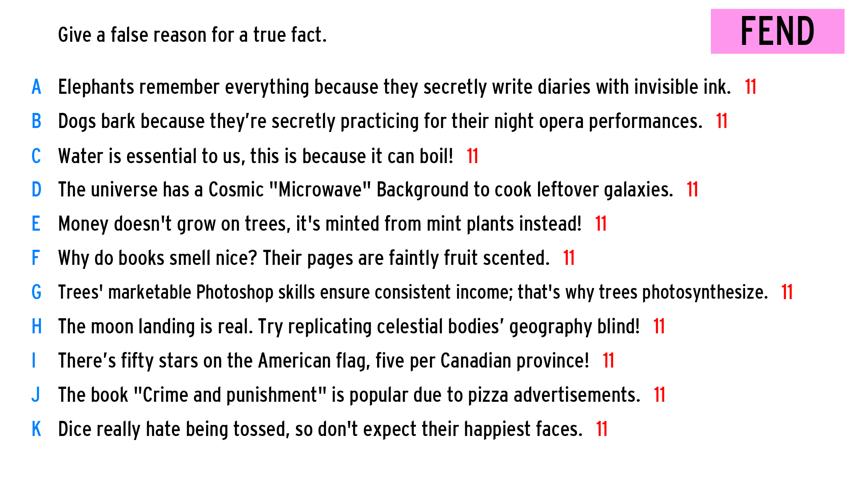 Give a false reason for a true fact.
FEND
A Elephants remember everything because they secretly write diaries with invisible ink. 11
B Dogs bark because they're secretly practicing for their night opera performances. 11
C Water is essential to us, this is because it can boil! 11
D The universe has a Cosmic "Microwave" Background to cook leftover galaxies. 11
E Money doesn't grow on trees, it's minted from mint plants instead! 11
F Why do books smell nice? Their pages are faintly fruit scented. 11
G Trees' marketable Photoshop skills ensure consistent income; that's why trees photosynthesize. 11
H The moon landing is real. Try replicating celestial bodies’ geography blind! 11
I There’s fifty stars on the American flag, five per Canadian province! 11
J The book "Crime and punishment" is popular due to pizza advertisements. 11
K Dice really hate being tossed, so don't expect their happiest faces. 11